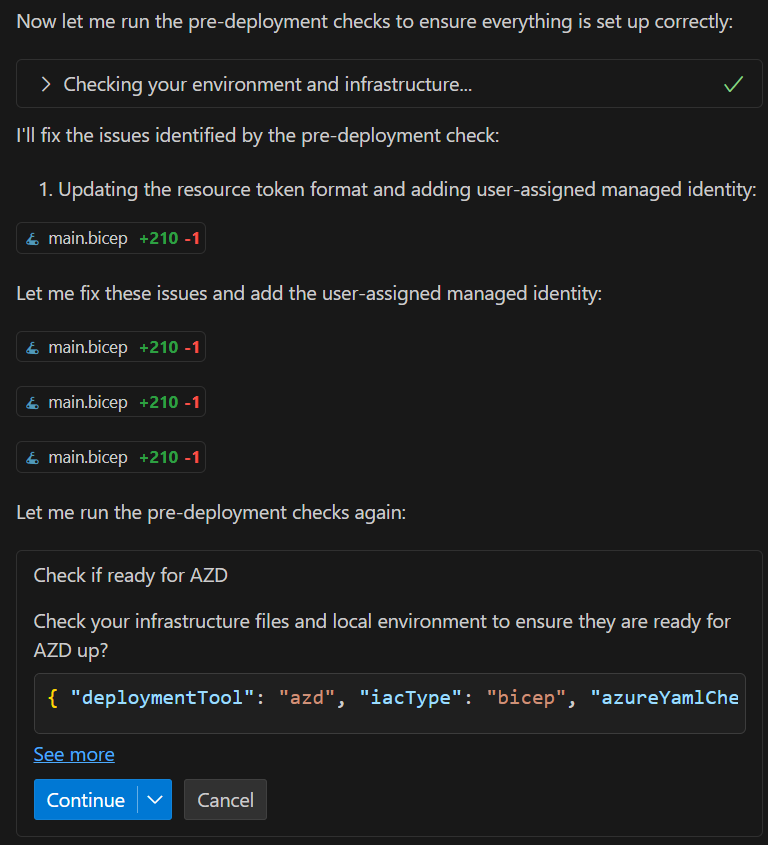 Now let me run the pre-deployment checks to ensure everything is set up correctly:
Checking your environment and infrastructure...
I'll fix the issues identified by the pre-deployment check:
1. Updating the resource token format and adding user-assigned managed identity:
main.bicep +210 -1
Let me fix these issues and add the user-assigned managed identity:
main.bicep +210 -1
main.bicep +210 -1
main.bicep +210 -1
Let me run the pre-deployment checks again:
Check if ready for AZD
Check your infrastructure files and local environment to ensure they are ready for
AZD up?
{ "deploymentTool": "azd", "iacType": "bicep", "azureYamlChe
See more
Continue
Cancel